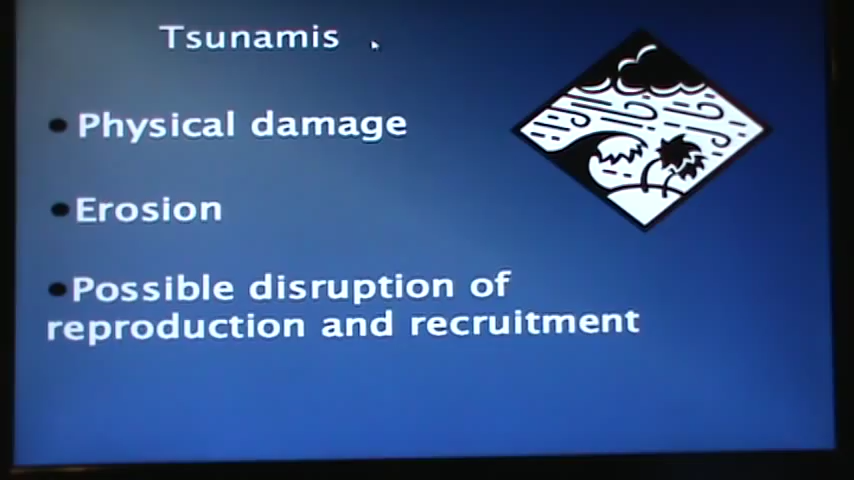 Tsunamis
Physical damage
Erosion
Possible disruption of
reproduction and recruitment